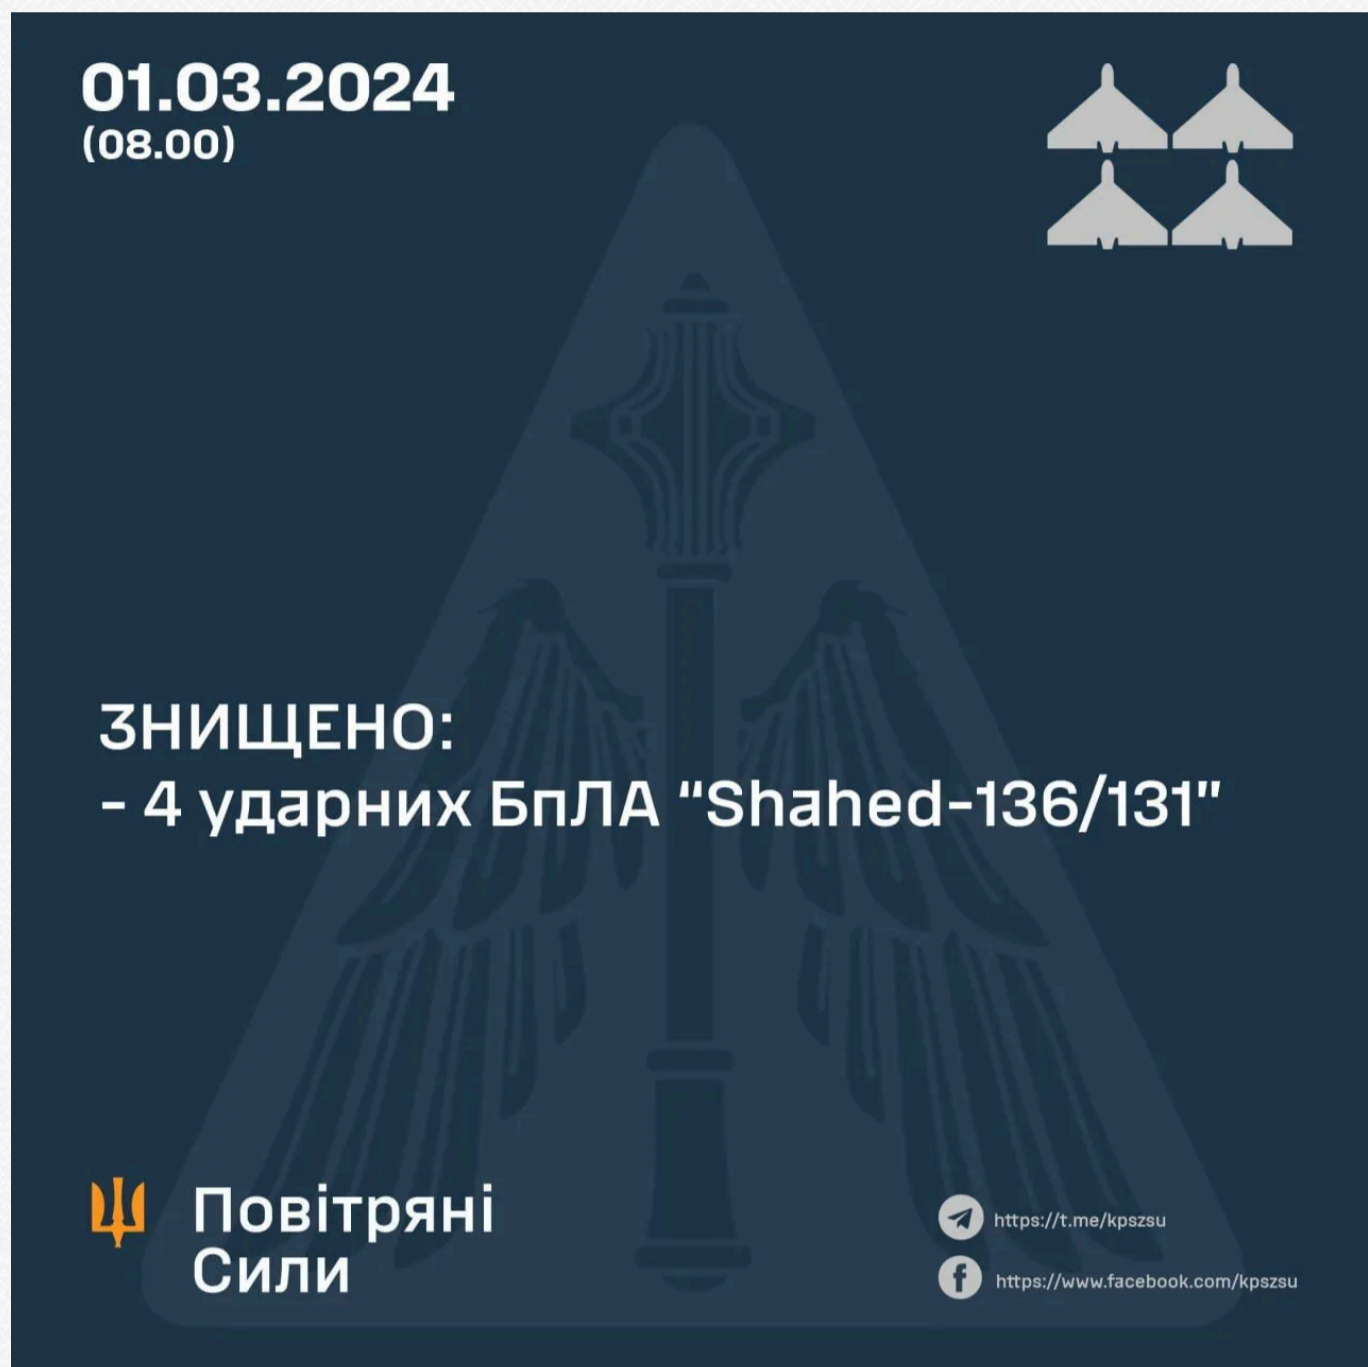 01.03.2024
(08.00)
ЗНИЩЕНО:
- 4 ударних БпЛА “Shahed-136/131”
Повітряні
Сили
https://t.me/kpszsu
https://www.facebook.com/kpszsu